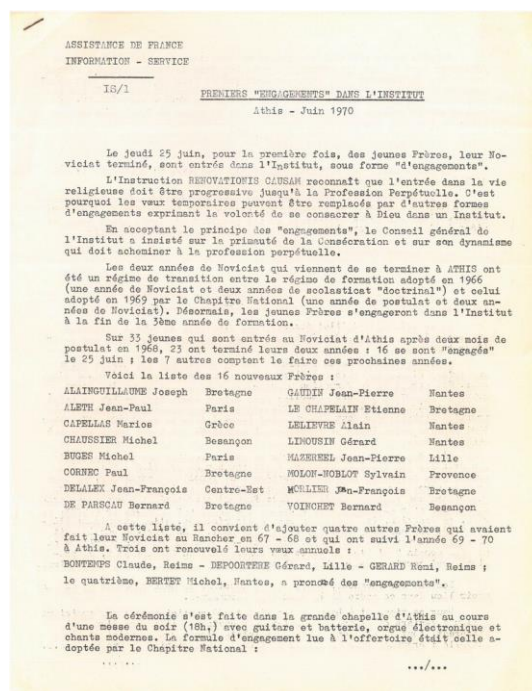 ASSISTANCE DE FRANCE
INFORMATION - SERVICE
IS/1
PREMIERS "ENGAGEMENTS" DANS L'INSTITUT
Athis - Juin 1970
Le jeudi 25 juin, pour la première fois, des jeunes Frères, leur No-
viciat terminé, sont entrés dans l'Institut, sous forme "d'engagements".
L'Instruction RENOVATIONIS CAUSAM reconnaît que l'entrée dans la vie
religieuse doit être progressive jusqu'à la Profession Perpétuelle. C'est
pourquoi les vœux temporaires peuvent être remplacés par d'autres formes
d'engagements exprimant la volonté de se consacrer à Dieu dans un Institut.
En acceptant le principe des "engagements", le Conseil général de
l'Institut a insisté sur la primauté de la Consécration et sur son dynamisme
qui doit acheminer à la profession perpétuelle.
Les deux années de Noviciat qui viennent de se terminer à ATHIS ont
été un régime de transition entre le régime de formation adopté en 1966
(une année de Noviciat et deux années de scolasticat "doctrinal") et celui
adopté en 1969 par le Chapitre National (une année de postulat et deux an-
nées de Noviciat). Désormais, les jeunes Frères s'engageront dans l'Institut
à la fin de la 3ème année de formation.
Sur 33 jeunes qui sont entrés au Noviciat d'Athis après deux mois de
postulat en 1968, 23 ont terminé leurs deux années : 16 se sont "engagés"
le 25 juin ; les 7 autres comptent le faire ces prochaines années.
Voici la liste des 16 nouveaux Frères :
ALAINGUILLAUME Joseph Bretagne GAUDIN Jean-Pierre Nantes
ALETH Jean-Paul Paris LE CHAPELAIN Etienne Bretagne
CAPELLAS Marios Grèce LELIEVRE Alain Nantes
CHAUSSIER Michel Besançon LIMOUSIN Gérard Nantes
BUGES Michel Paris MAZEREEL Jean-Pierre Lille
CORNEC Paul Bretagne MOLON-NOBLOT Sylvain Provence
DELALEX Jean-François Centre-Est MORLIER Jean-François Bretagne
DE PARSCAU Bernard Bretagne VOINCHET Bernard Besançon
A cette liste, il convient d'ajouter quatre autres Frères qui avaient
fait leur Noviciat au Rancher en 67 - 68 et qui ont suivi l'année 69 - 70
à Athis. Trois ont renouvelé leurs vœux annuels :
BONTEMPS Claude, Reims - DEPOORTERE Gérard, Lille - GERARD Rémi, Reims ;
le quatrième, BERTET Michel, Nantes, a prononcé des "engagements".
La cérémonie s'est faite dans la grande chapelle d'Athis au cours
d'une messe du soir (18h,) avec guitare et batterie, orgue électronique et
chants modernes. La formule d'engagement lue à l'offertoire était celle a-
doptée par le Chapitre National :
.../...